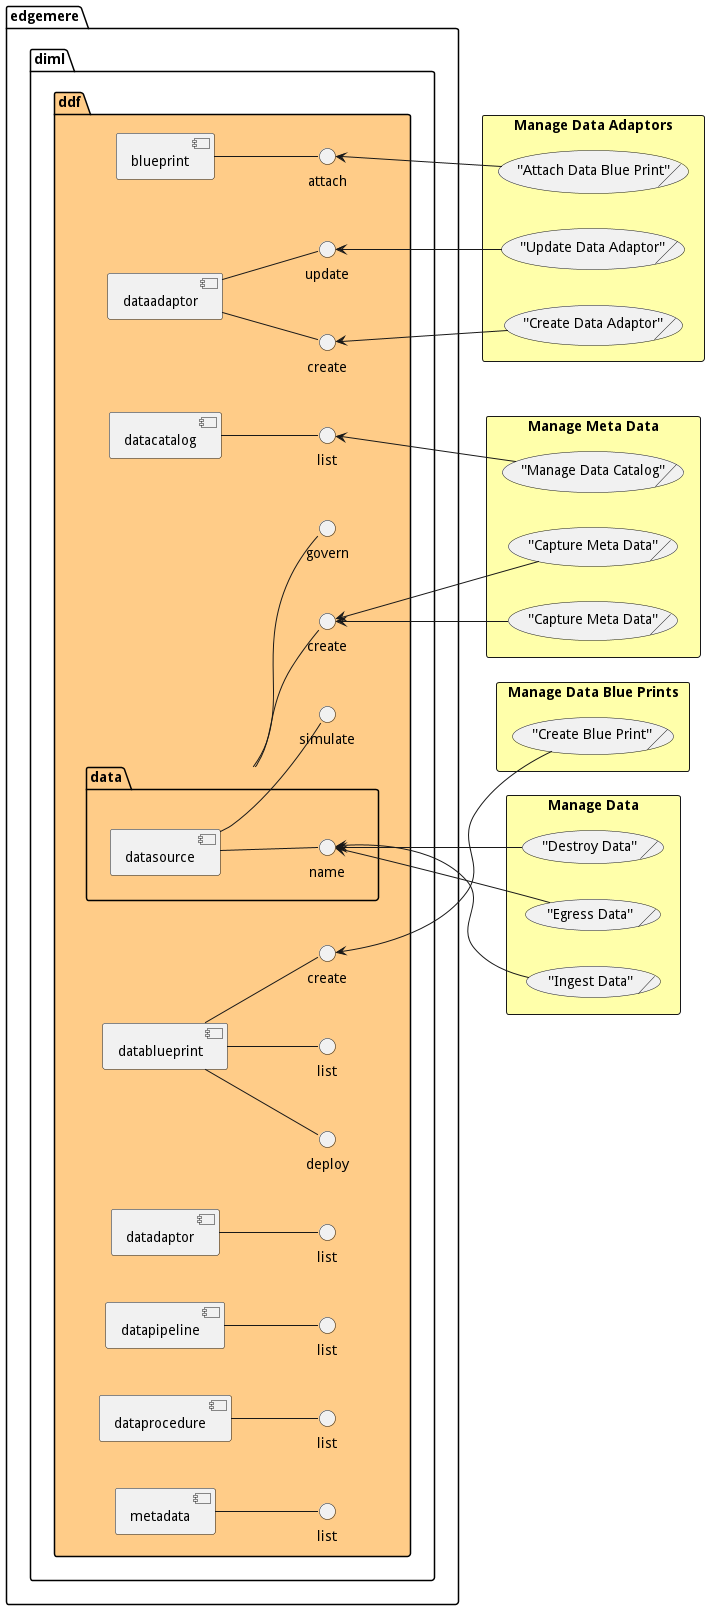 edgemere
diml
ddf
blueprint
attach
update
dataadaptor
create
datacatalog
list
govern
create
simulate
data
datasource
name
create
datablueprint
list
deploy
datadaptor
list
datapipeline
list
dataprocedure
list
metadata
list
Manage Data Adaptors
"Attach Data Blue Print"
"Update Data Adaptor"
"Create Data Adaptor"
Manage Meta Data
"Manage Data Catalog"
"Capture Meta Data"
"Capture Meta Data"
Manage Data Blue Prints
"Create Blue Print"
Manage Data
"Destroy Data"
"Egress Data"
"Ingest Data"